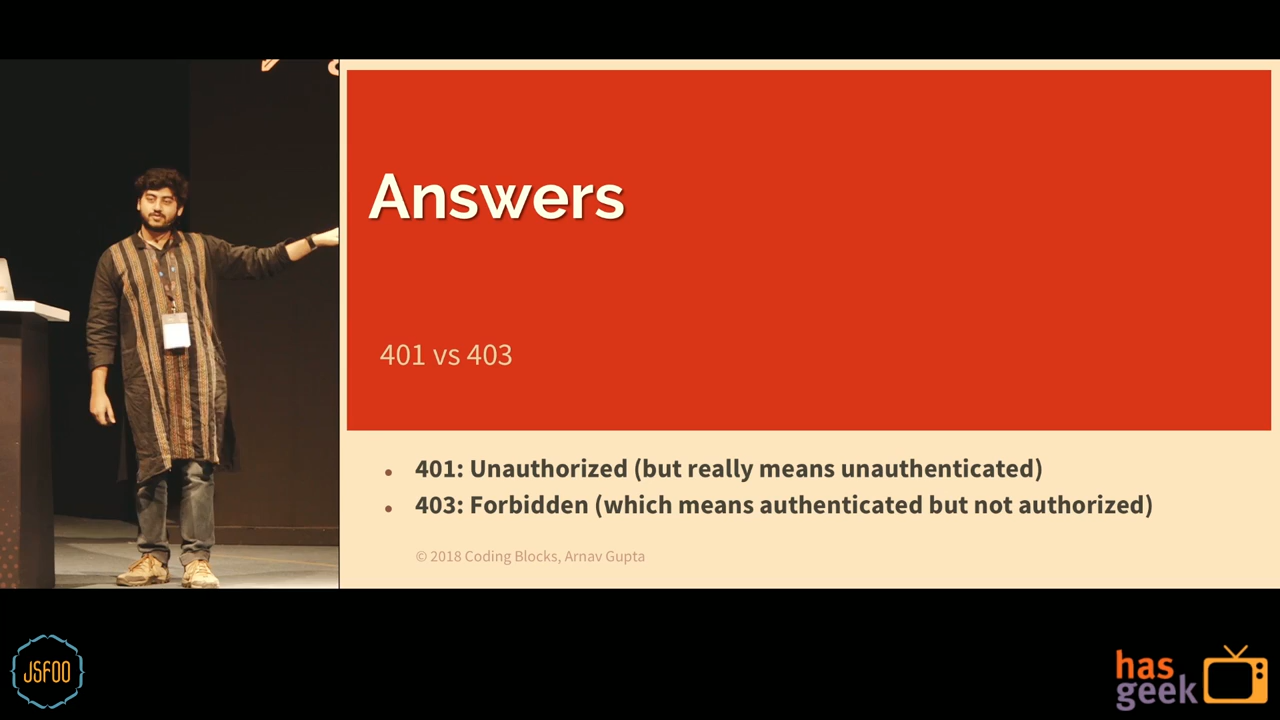 Answers
401 vs 403
• 401: Unauthorized (but really means unauthenticated)
• 403: Forbidden (which means authenticated but not authorized)
© 2018 Coding Blocks, Arnav Gupta
JSFOO
has
geek